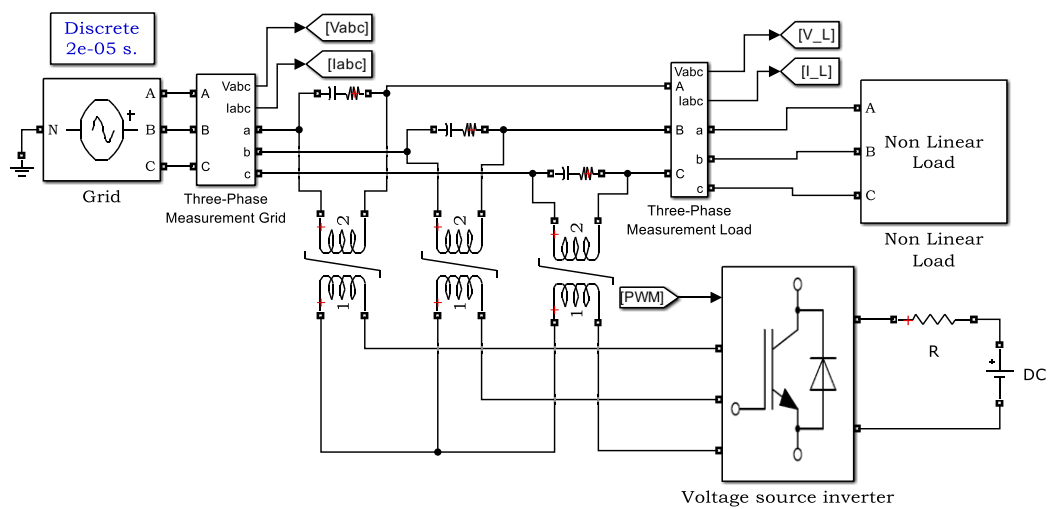 Discrete
2e-05 s.
[Vabc]
[Iabc]
[V_L]
[I_L]
N
A
B
C
Grid
A
B
C
Vabc
Iabc
a
b
c
Three-Phase
Measurement Grid
Vabc
A
Iabc
B
a
b
C
c
Three-Phase
Measurement Load
A
B
C
Non Linear
Load
Non Linear
Load
2
1
2
1
2
1
[PWM]
Voltage source inverter
R
DC